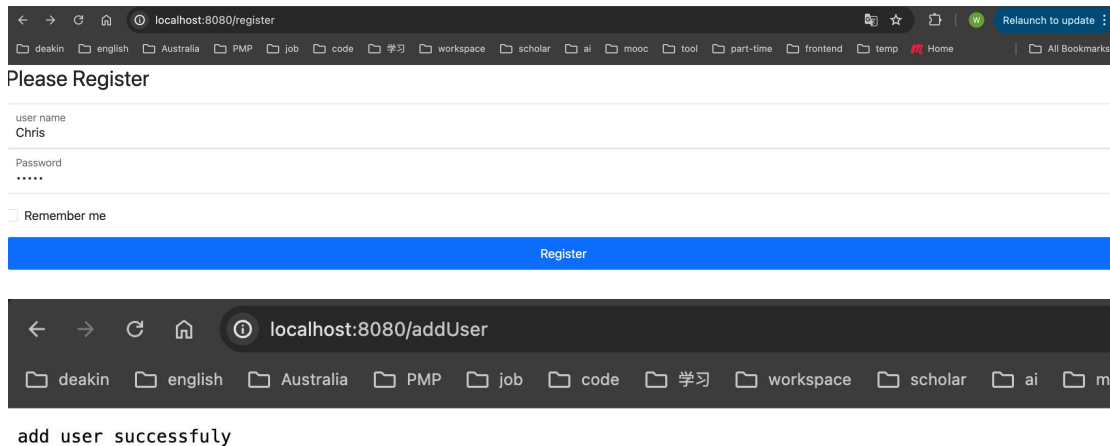 localhost:8080/register
W
Relaunch to update
deakin english Australia PMP job code 学习 workspace scholar ai mooc tool part-time frontend temp Home All Bookmarks
Please Register
user name
Chris
Password
•••••
Remember me
Register
localhost:8080/addUser
deakin english Australia PMP job code 学习 workspace scholar ai m
add user successfuly